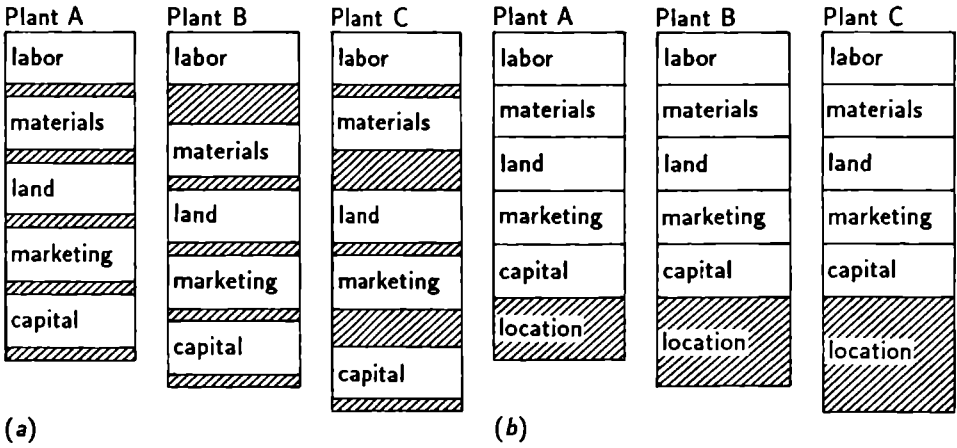 Plant A
labor
materials
land
marketing
capital
Plant B
labor
materials
land
marketing
capital
Plant C
labor
materials
land
marketing
capital
(a)
Plant A
labor
materials
land
marketing
capital
location
Plant B
labor
materials
land
marketing
capital
location
Plant C
labor
materials
land
marketing
capital
location
(b)